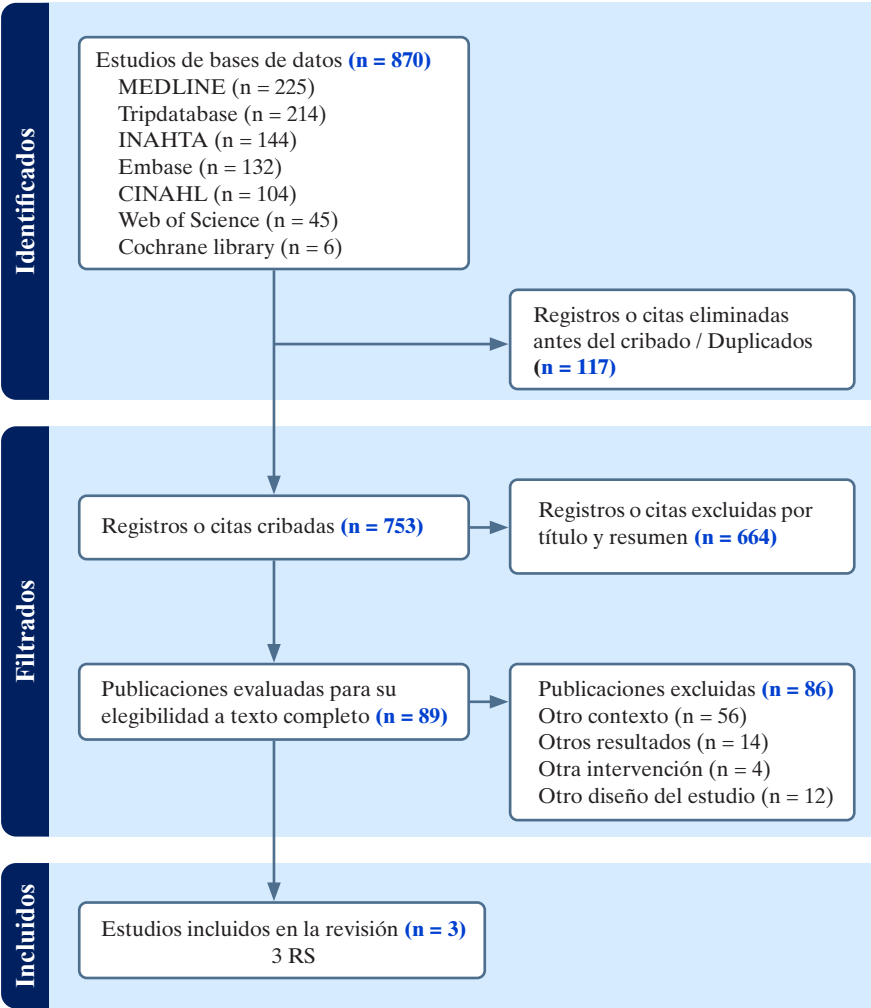 Identificados
Estudios de bases de datos (n = 870)
MEDLINE (n = 225)
Tripdatabase (n = 214)
INAHTA (n = 144)
Embase (n = 132)
CINAHL (n = 104)
Web of Science (n = 45)
Cochrane library (n = 6)
Registros o citas eliminadas
antes del cribado / Duplicados
(n = 117)
Filtrados
Registros o citas cribadas (n = 753)
Registros o citas excluidas por
título y resumen (n = 664)
Publicaciones evaluadas para su
elegibilidad a texto completo (n = 89)
Publicaciones excluidas (n = 86)
Otro contexto (n = 56)
Otros resultados (n = 14)
Otra intervención (n = 4)
Otro diseño del estudio (n = 12)
Incluidos
Estudios incluidos en la revisión (n = 3)
3 RS